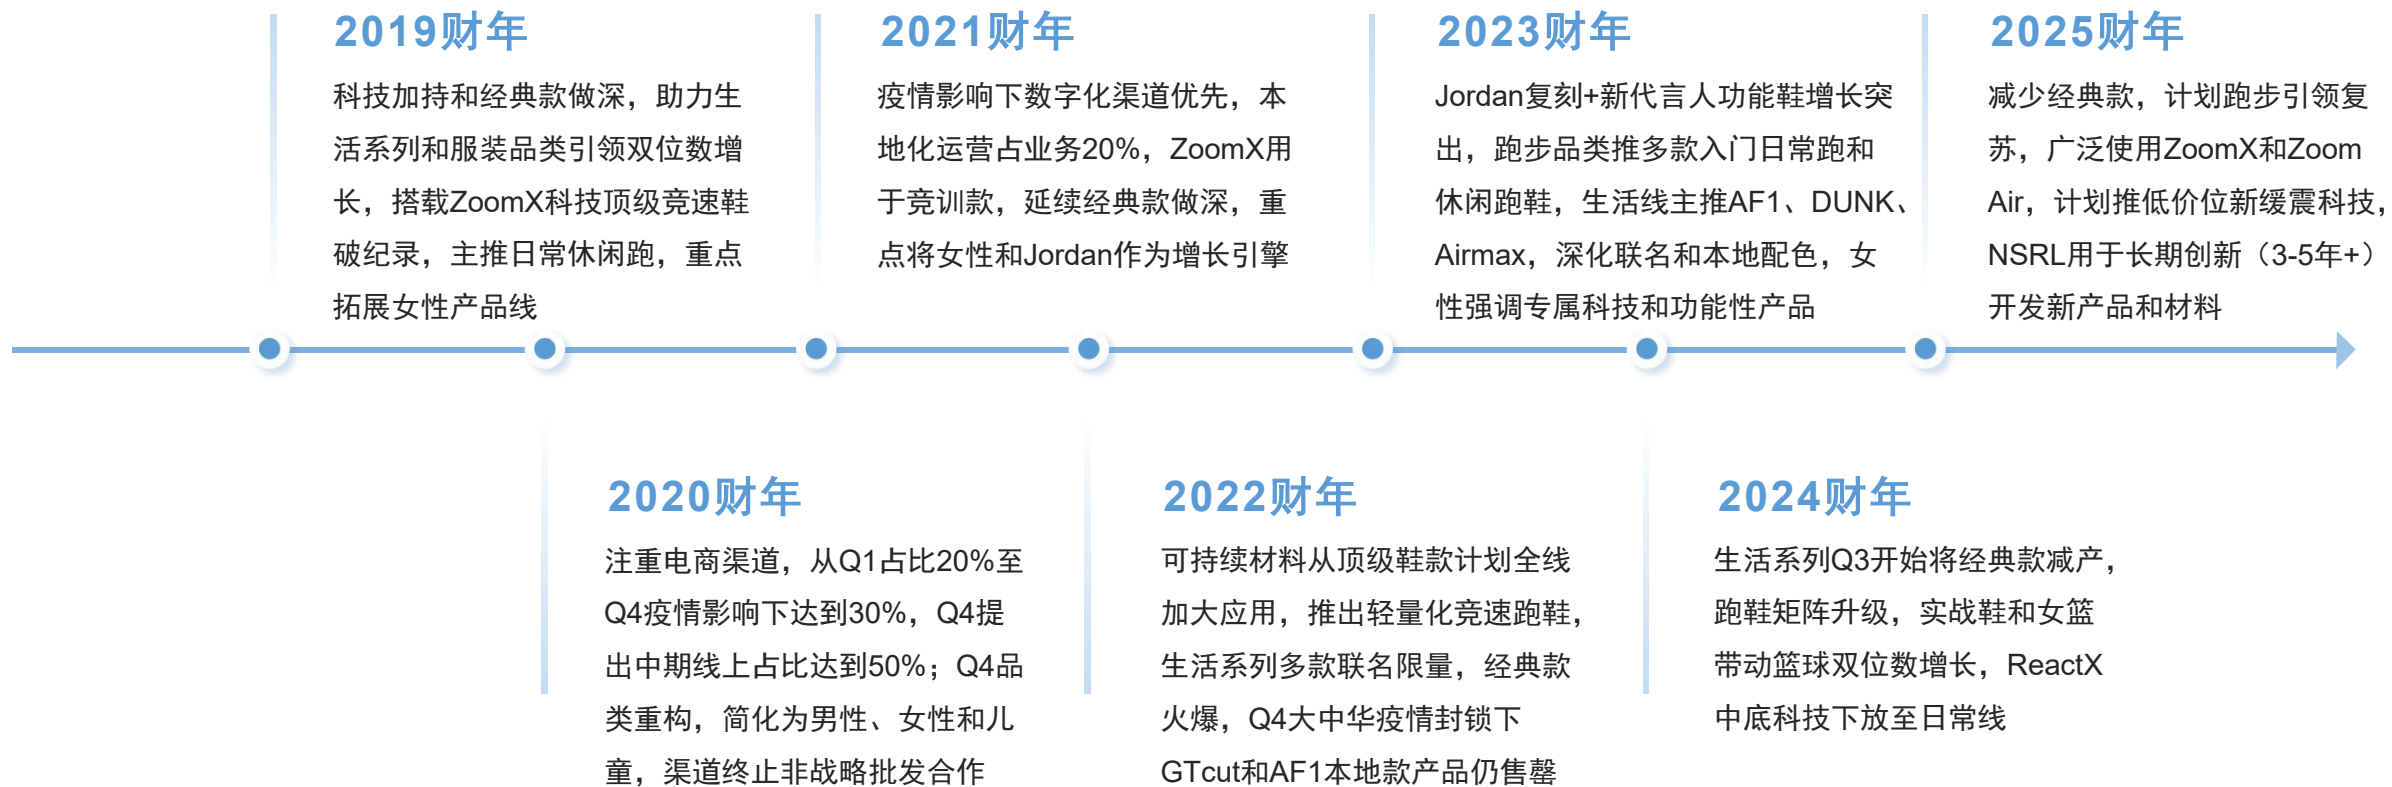 2019财年
科技加持和经典款做深，助力生
活系列和服装品类引领双位数增
长，搭载ZoomX科技顶级竞速鞋
破纪录，主推日常休闲跑，重点
拓展女性产品线
2021财年
疫情影响下数字化渠道优先，本
地化运营占业务20%，ZoomX用
于竞训款，延续经典款做深，重
点将女性和Jordan作为增长引擎
2023财年
Jordan复刻+新代言人功能鞋增长突
出，跑步品类推多款入门日常跑和
休闲跑鞋，生活线主推AF1、DUNK、
Airmax，深化联名和本地配色，女
性强调专属科技和功能性产品
2025财年
减少经典款，计划跑步引领复
苏，广泛使用ZoomX和Zoom
Air，计划推低价位新缓震科技，
NSRL用于长期创新（3-5年+）
开发新产品和材料
2020财年
注重电商渠道，从Q1占比20%至
Q4疫情影响下达到30%，Q4提
出中期线上占比达到50%；Q4品
类重构，简化为男性、女性和儿
童，渠道终止非战略批发合作
2022财年
可持续材料从顶级鞋款计划全线
加大应用，推出轻量化竞速跑鞋，
生活系列多款联名限量，经典款
火爆，Q4大中华疫情封锁下
GTcut和AF1本地款产品仍售罄
2024财年
生活系列Q3开始将经典款减产，
跑鞋矩阵升级，实战鞋和女篮
带动篮球双位数增长，ReactX
中底科技下放至日常线